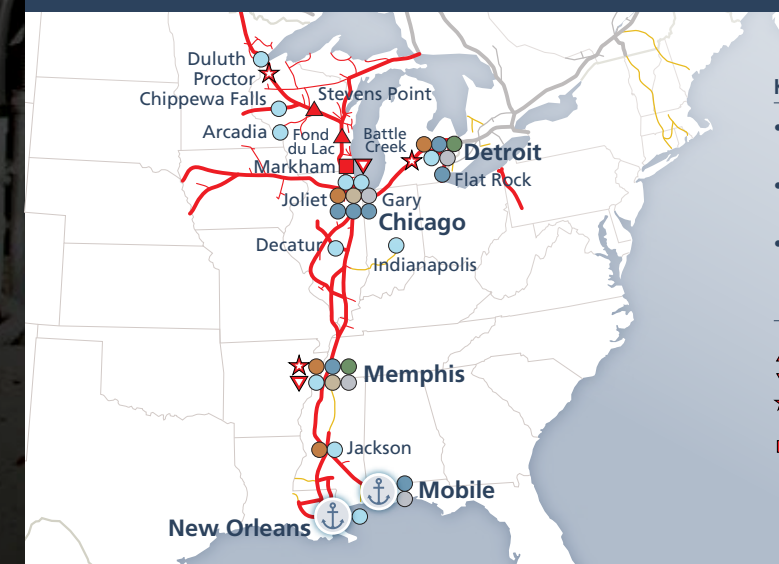 Duluth
Proctor
Chippewa Falls
Stevens Point
Arcadia
Fond
du Lac
Battle
Creek
Markham
Detroit
Flat Rock
Joliet
Gary
Chicago
Decatur
Indianapolis
Memphis
Jackson
Mobile
New Orleans